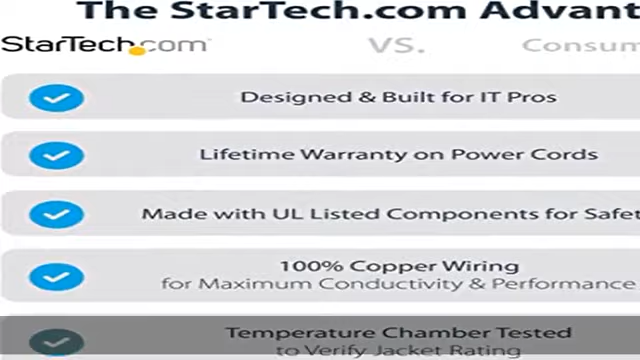 The StarTech.com Advant
StarTech.com VS. Consum
Designed & Built for IT Pros
Lifetime Warranty on Power Cords
Made with UL Listed Components for Safet
100% Copper Wiring
for Maximum Conductivity & Performance
Temperature Chamber Tested
to Verify Jacket Rating